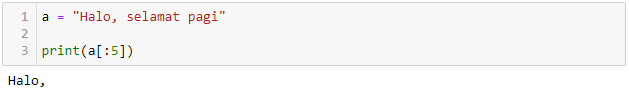 1 a = "Halo, selamat pagi"
2
3 print(a[:5])
Halo,